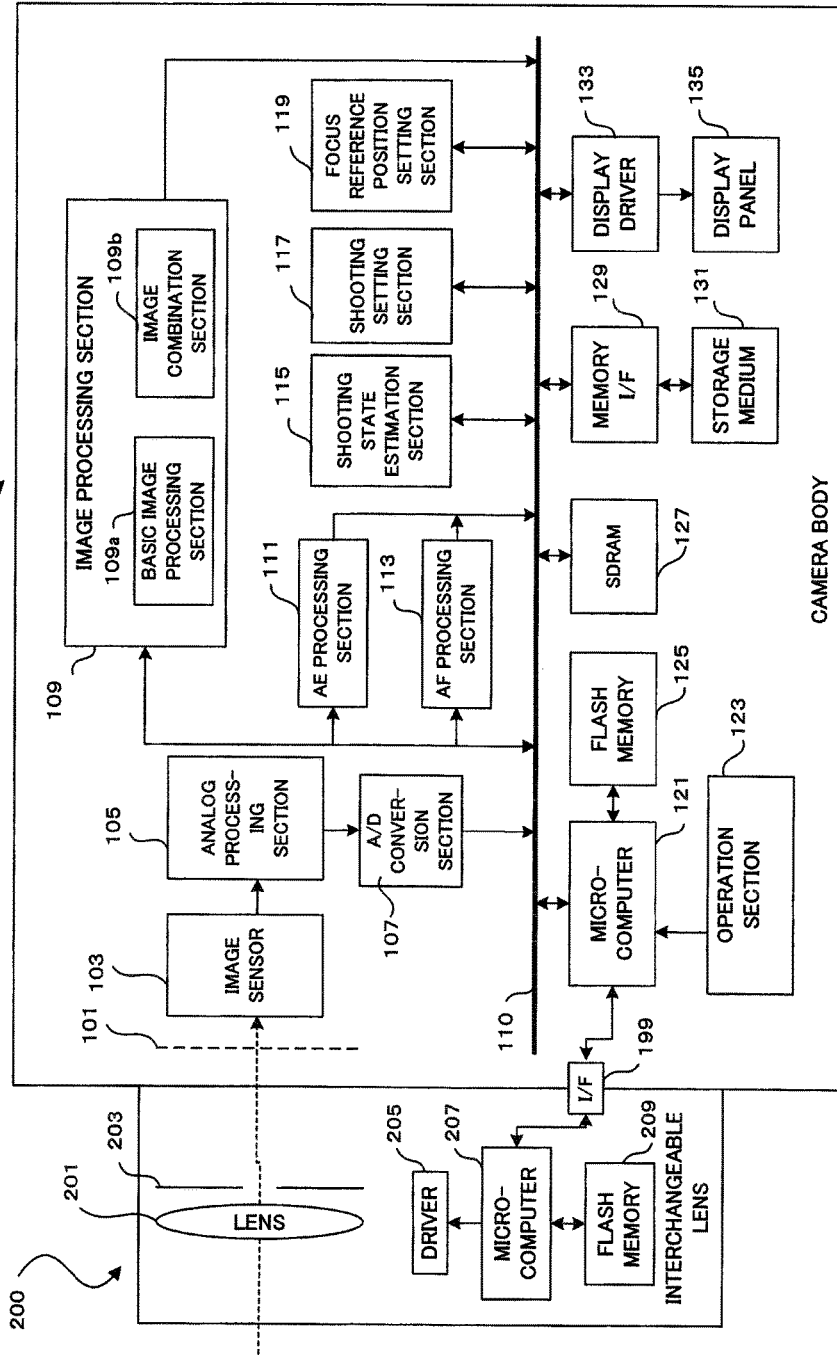 200
201
203
LENS
205
DRIVER
207
MICRO-
COMPUTER
209
FLASH
MEMORY
INTERCHANGEABLE
LENS
I/F
199
101
103
IMAGE
SENSOR
105
ANALOG
PROCESS-
ING
SECTION
107
A/D
CONVER-
SION
SECTION
109
IMAGE PROCESSING SECTION
109a
BASIC IMAGE
PROCESSING
SECTION
109b
IMAGE
COMBINATION
SECTION
110
111
AE PROCESSING
SECTION
113
AF PROCESSING
SECTION
115
SHOOTING
STATE
ESTIMATION
SECTION
117
SHOOTING
SETTING
SECTION
119
FOCUS
REFERENCE
POSITION
SETTING
SECTION
MICRO-
COMPUTER
121
OPERATION
SECTION
123
FLASH
MEMORY
125
SDRAM
127
MEMORY
I/F
129
STORAGE
MEDIUM
131
DISPLAY
DRIVER
133
DISPLAY
PANEL
135
CAMERA BODY